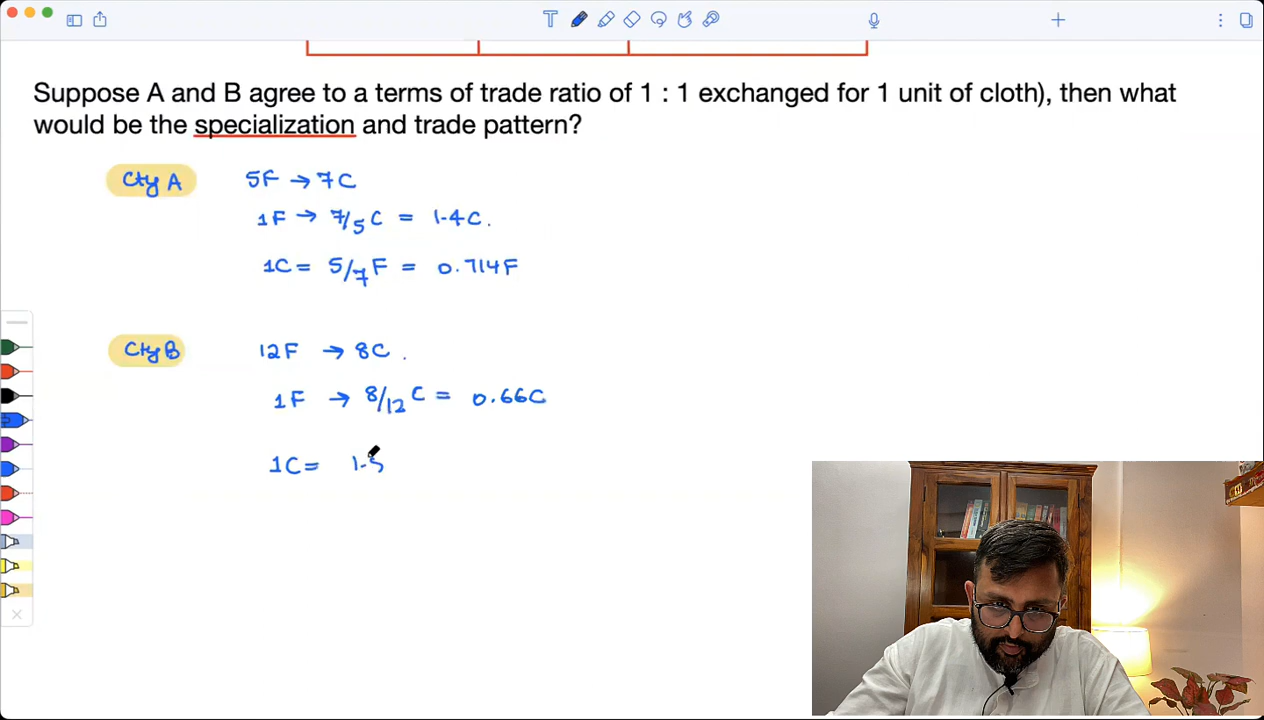 Suppose A and B agree to a terms of trade ratio of 1 : 1 exchanged for 1 unit of cloth), then what
would be the specialization and trade pattern?
Cty A 5F → 7C
1F → 7/5 C = 1.4C.
1C = 5/7 F = 0.714F
Cty B 12F → 8C .
1F → 8/12 C = 0.66C
1C = 1.5